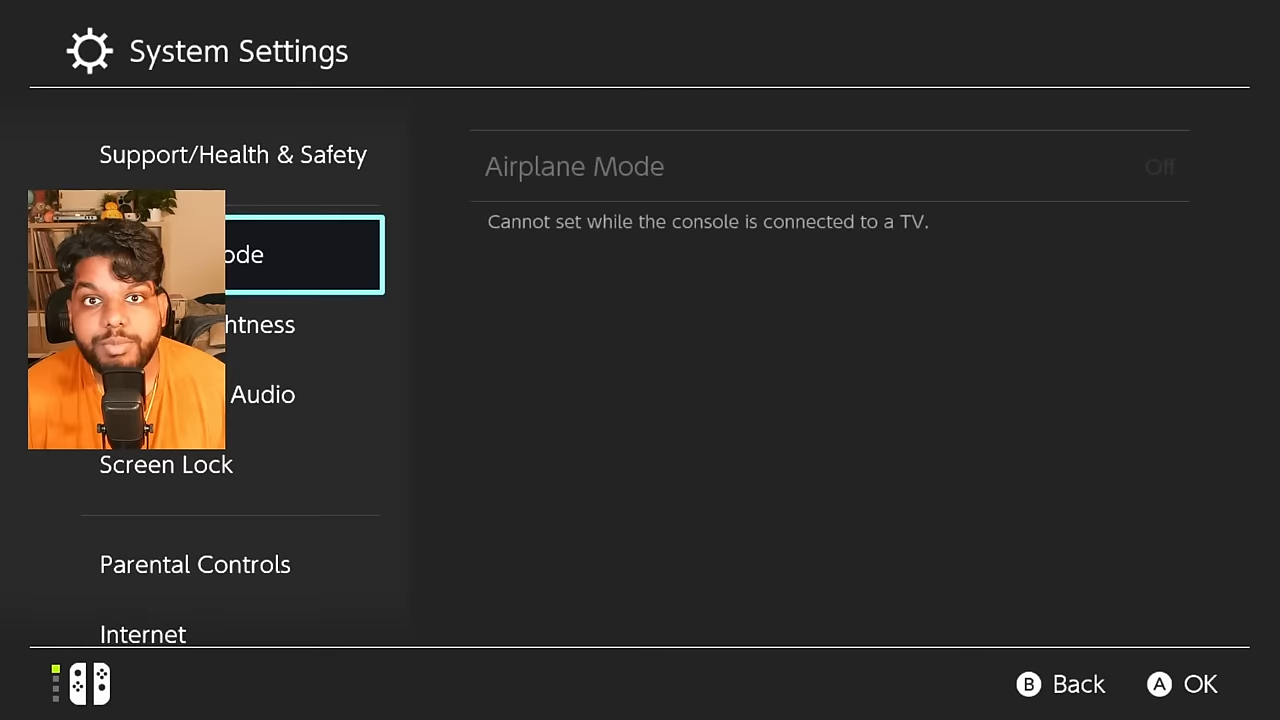 System Settings
Support/Health & Safety
ode
htness
Audio
Screen Lock
Parental Controls
Internet
Airplane Mode Off
Cannot set while the console is connected to a TV.
B Back A OK